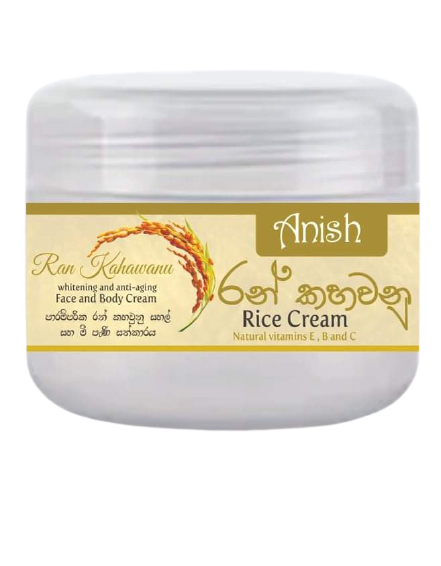 Anish
Ran Kahawanu
whitening and anti-aging
Face and Body Cream
පාරම්පරික රන් කහවුනු සහල්
සහ මී පැණි සත්කාරය
රන් කහවනු
Rice Cream
Natural vitamins E , B and C